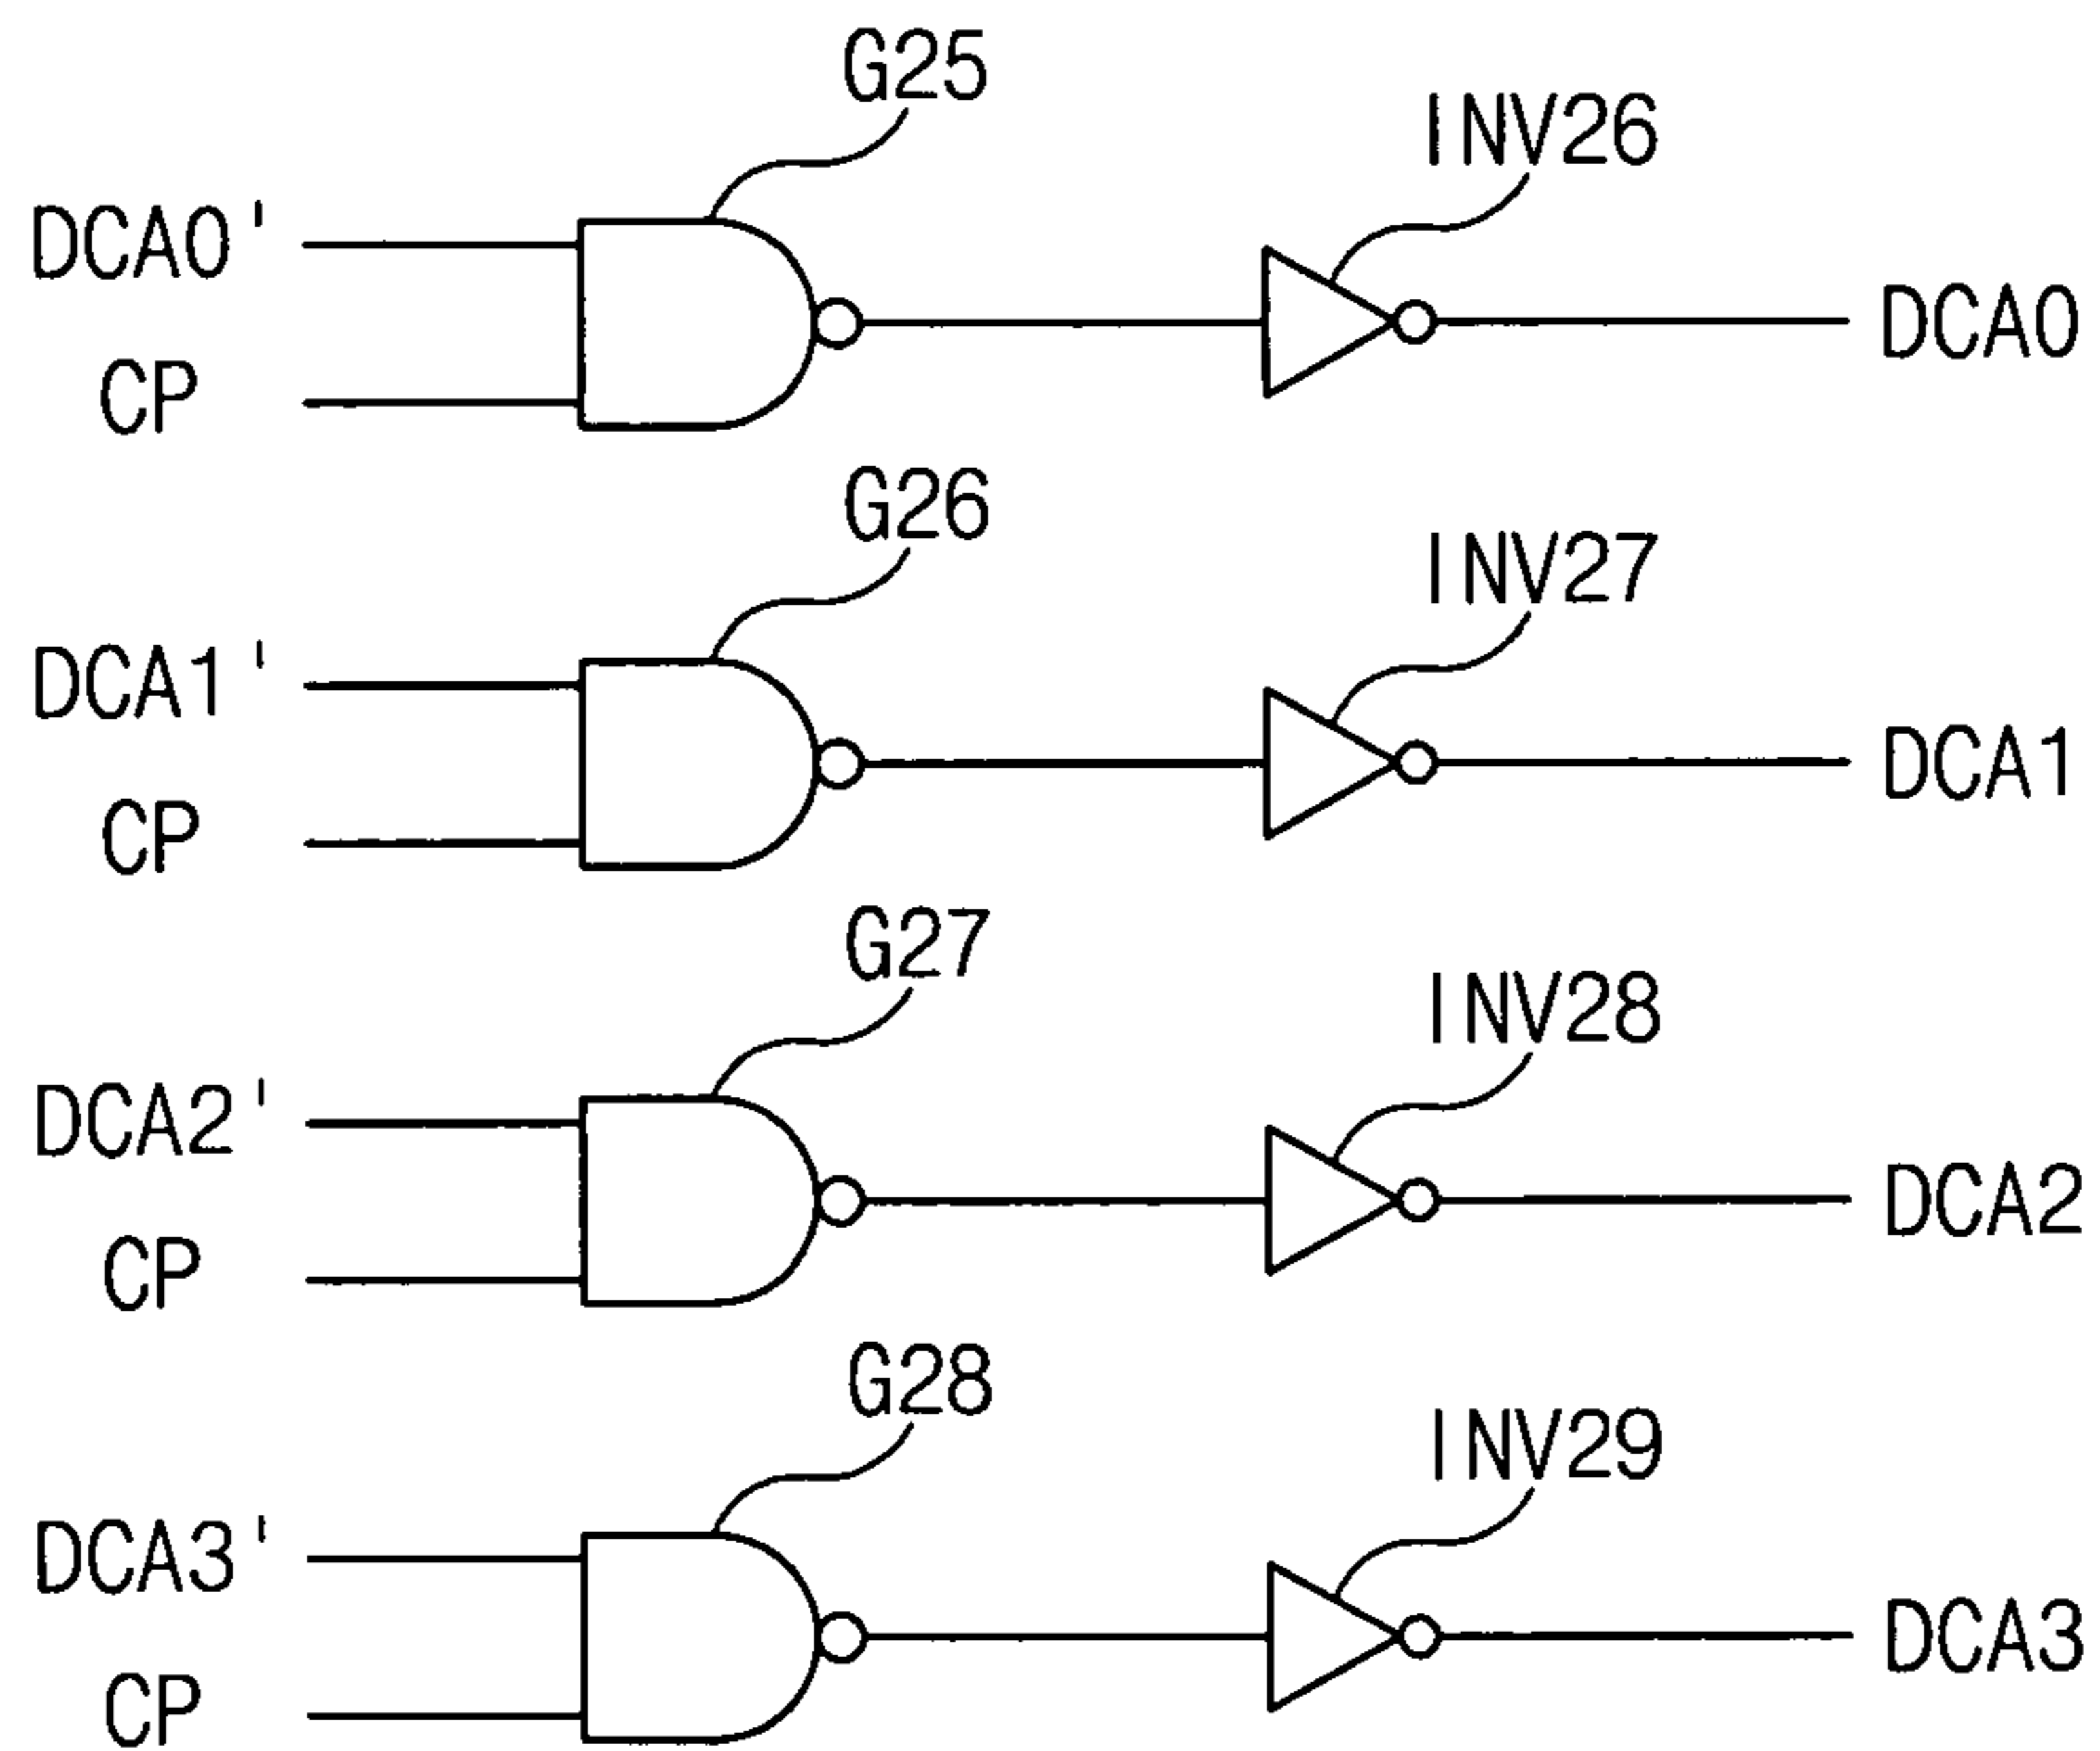 G25
INV26
DCA0'
DCA0
CP
G26
INV27
DCA1'
DCA1
CP
G27
INV28
DCA2'
DCA2
CP
G28
INV29
DCA3'
DCA3
CP